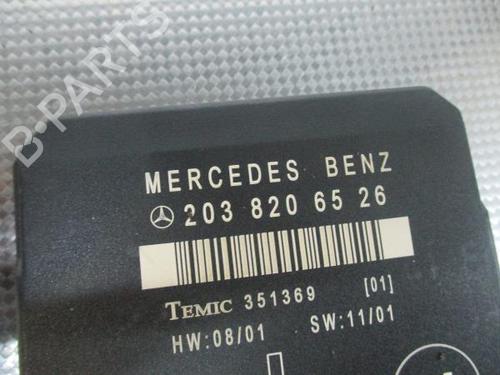 B-PARTS
MERCEDES BENZ
203 820 65 26
TEMIC 351369 [01]
HW:08/01 SW:11/01